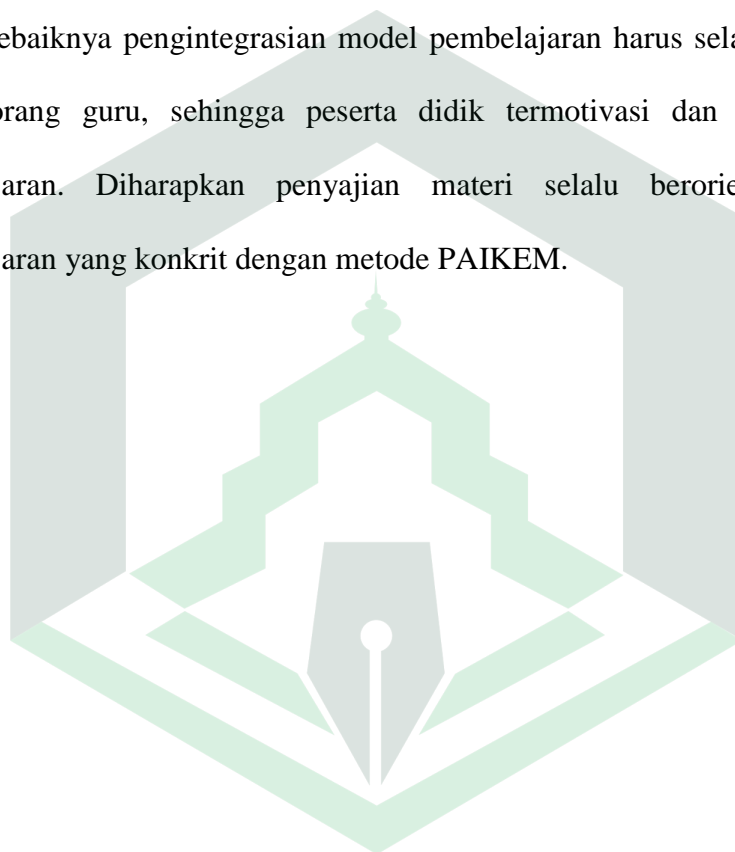 ebaiknya pengintegrasian model pembelajaran harus sela
orang guru, sehingga peserta didik termotivasi dan
aran. Diharapkan penyajian materi selalu berorie
aran yang konkrit dengan metode PAIKEM.